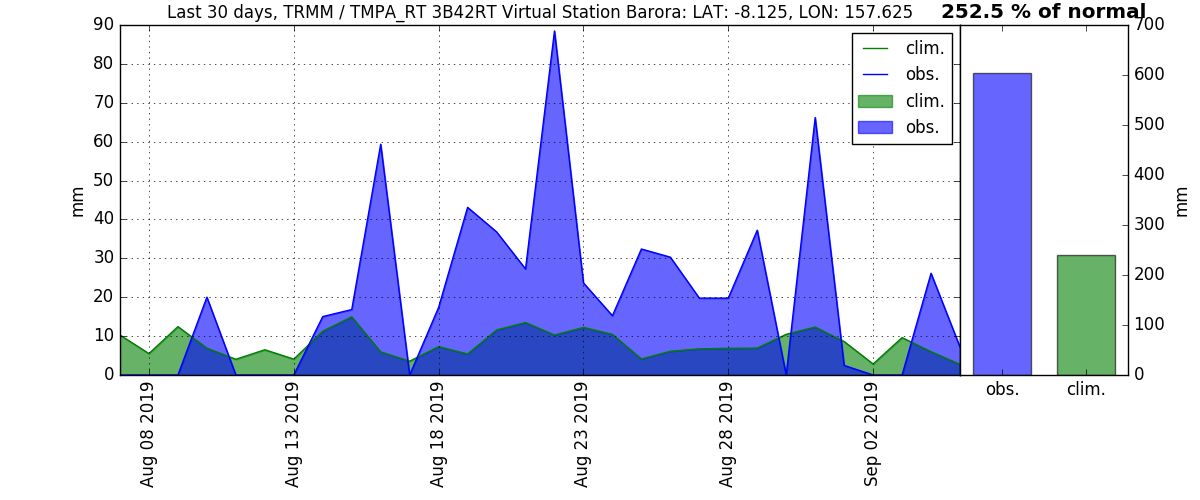 Last 30 days, TRMM / TMPA_RT 3B42RT Virtual Station Barora: LAT: -8.125, LON: 157.625
252.5 % of normal
90
80
70
60
50
40
30
20
10
0
mm
clim.
obs.
clim.
obs.
Aug 08 2019
Aug 13 2019
Aug 18 2019
Aug 23 2019
Aug 28 2019
Sep 02 2019
700
600
500
400
300
200
100
0
mm
obs.
clim.